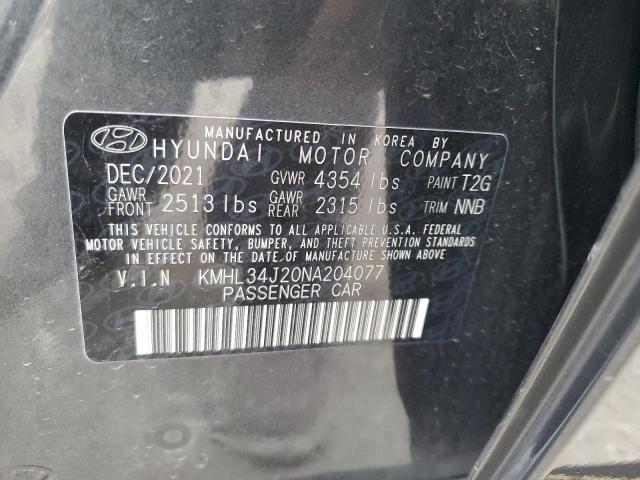 MANUFACTURED IN KOREA BY
HYUNDAI MOTOR COMPANY
DEC/2021 GVWR 4354 lbs PAINT T2G
GAWR FRONT 2513 lbs GAWR REAR 2315 lbs TRIM NNB
THIS VEHICLE CONFORMS TO ALL APPLICABLE U.S.A. FEDERAL
MOTOR VEHICLE SAFETY, BUMPER, AND THEFT PREVENTION STANDARDS
IN EFFECT ON THE DATE OF MANUFACTURE SHOWN ABOVE.
V.I.N KMHL34J20NA204077
PASSENGER CAR